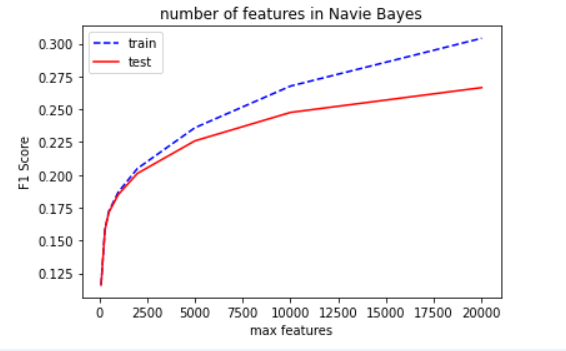 number of features in Navie Bayes
train
test
F1 Score
0.300
0.275
0.250
0.225
0.200
0.175
0.150
0.125
0 2500 5000 7500 10000 12500 15000 17500 20000
max features